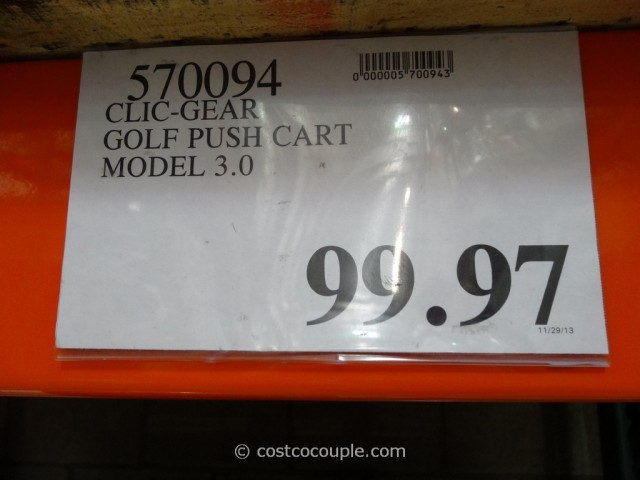 570094
0 000005 700943
CLIC-GEAR
GOLF PUSH CART
MODEL 3.0
99.97
11/29/13
© costcocouple.com